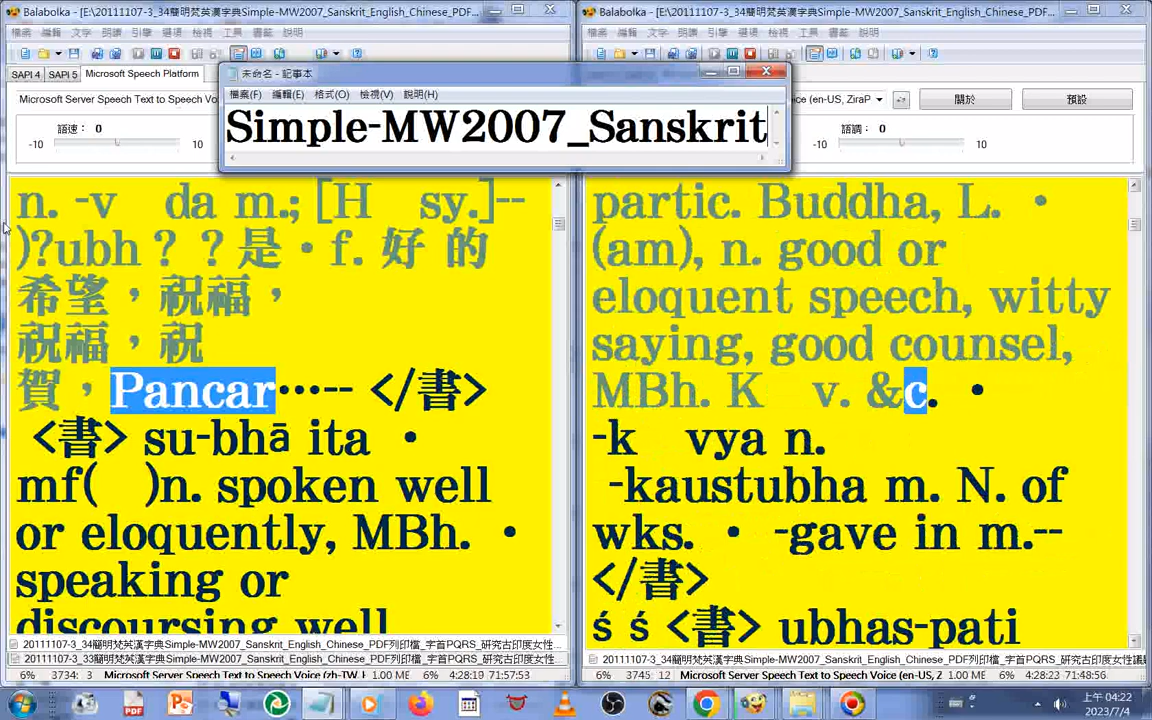 Balabolka - [E:\20111107-3_34簡明梵英漢字典Simple-MW2007_Sanskrit_English_Chinese_PDF...
檔案 編輯 文字 朗讀 引擎 選項 檢視 工具 書籤 說明
SAPI 4 SAPI 5 Microsoft Speech Platform
Microsoft Server Speech Text to Speech Vo
語速： 0
-10 10
n. -v da m.; [H sy.]--
)?ubh ? ? 是 • f. 好 的
希望，祝福，
祝福，祝
賀，Pancar…-- </書>
<書> su-bhā ita •
mf( )n. spoken well
or eloquently, MBh. •
speaking or
discoursing well
20111107-3_34簡明梵英漢字典Simple-MW2007_Sanskrit_English_Chinese_PDF列印檔_字首PQRS_研究古印度女性
20111107-3_33簡明梵英漢字典Simple-MW2007_Sanskrit_English_Chinese_PDF列印檔_字首PQRS_研究古印度女性
6% 3734: 3 Microsoft Server Speech Text to Speech Voice (zh-TW, 1.00 ME 6% 4:28:19 71:57:53
未命名 - 記事本
檔案(F) 編輯(E) 格式(O) 檢視(V) 說明(H)
Simple-MW2007_Sanskrit
Balabolka - [E:\20111107-3_34簡明梵英漢字典Simple-MW2007_Sanskrit_English_Chinese_PDF...
檔案 編輯 文字 朗讀 引擎 選項 檢視 工具 書籤 說明
ice (en-US, ZiraP 關於 預設
語調： 0
-10 10
partic. Buddha, L. •
(am), n. good or
eloquent speech, witty
saying, good counsel,
MBh. K v. &c. •
-k vya n.
-kaustubha m. N. of
wks. • -gave in m.--
</書>
ś ś <書> ubhas-pati
20111107-3_34簡明梵英漢字典Simple-MW2007_Sanskrit_English_Chinese_PDF列印檔_字首PQRS_研究古印度女性議
6% 3745: 12 Microsoft Server Speech Text to Speech Voice (en-US, Z 1.00 ME 6% 4:28:23 71:48:56
上午 04:22
2023/7/4